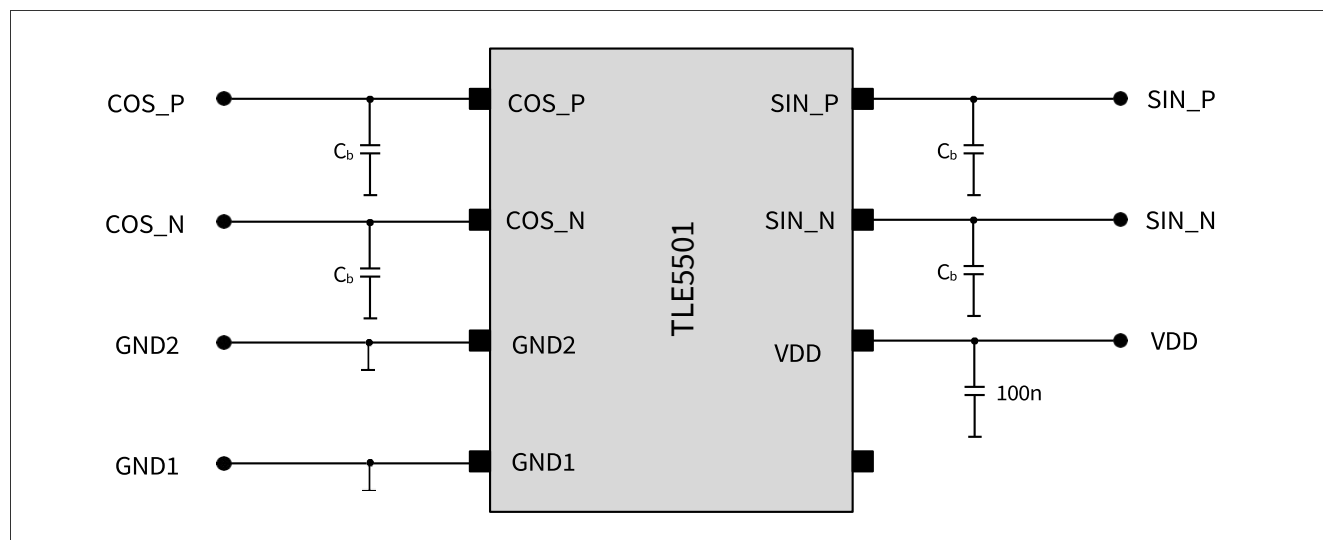 COS_P
COS_P
SIN_P
SIN_P
Cb
Cb
COS_N
COS_N
SIN_N
SIN_N
TLE5501
Cb
Cb
GND2
GND2
VDD
VDD
100n
GND1
GND1